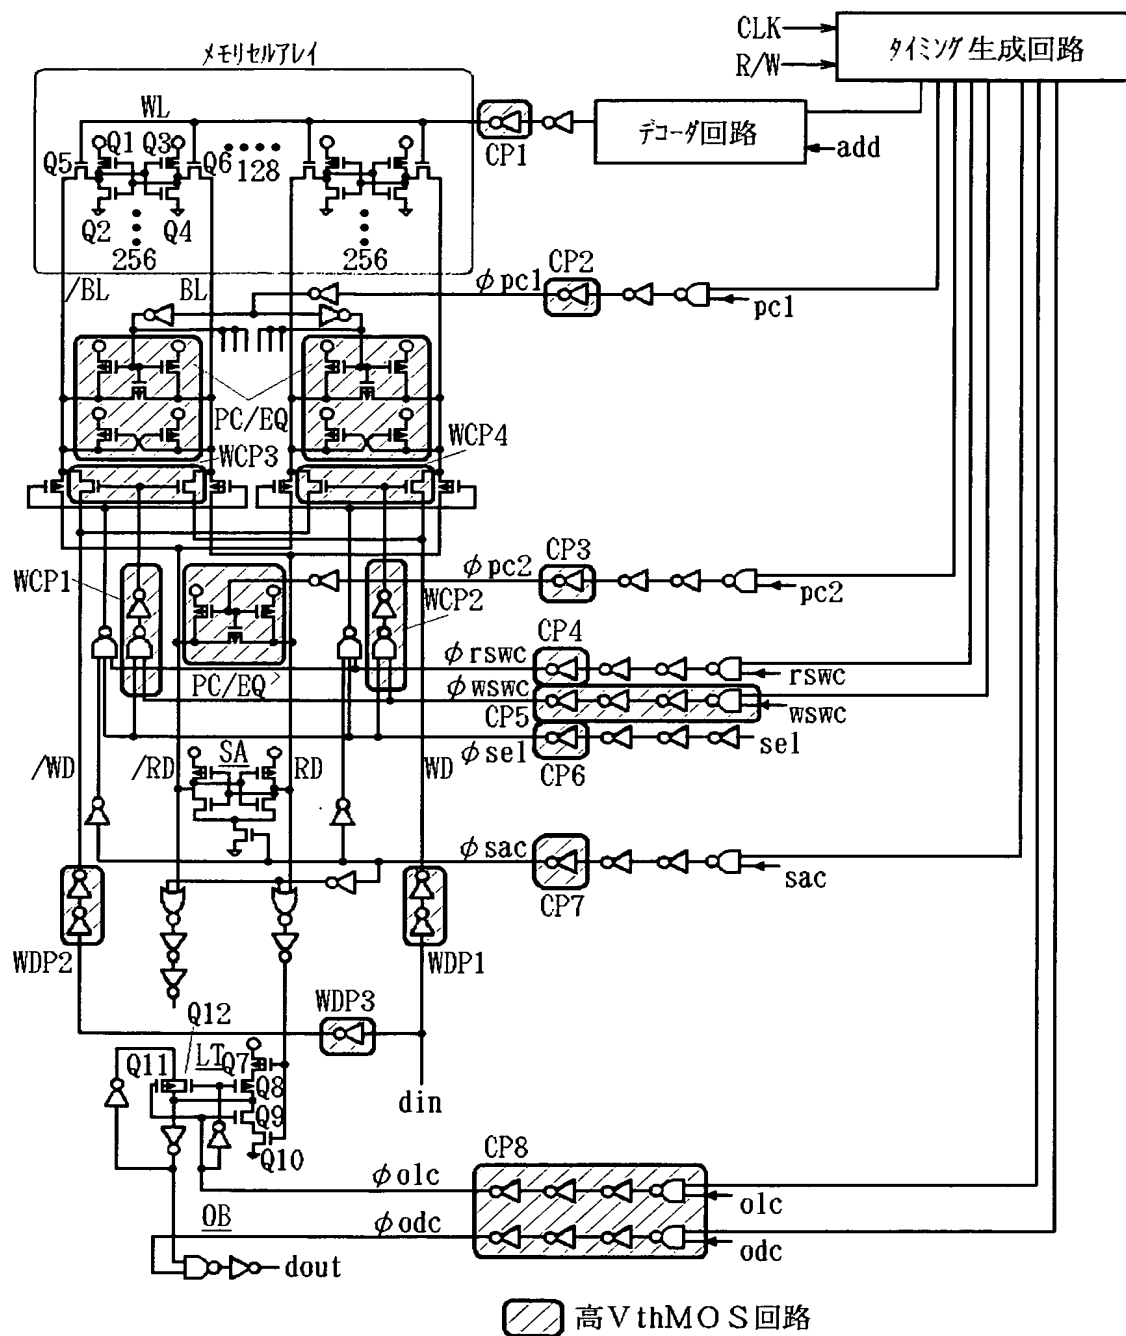 CLK
R/W
タイミング生成回路
メモリセルアレイ
WL
デコーダ回路
CP1
add
Q1
Q3
Q5
Q6
128
Q2
Q4
256
256
/BL
BL
φpc1
CP2
pc1
PC/EQ
WCP3
WCP4
WCP1
WCP2
φpc2
CP3
pc2
PC/EQ
φrswc
CP4
rswc
φwswc
CP5
wswc
φsel
CP6
sel
/WD
/RD
SA
RD
WD
φsac
CP7
sac
WDP2
WDP1
WDP3
Q12
Q11
LT
Q7
Q8
Q9
Q10
din
CP8
φolc
olc
OB
φodc
odc
dout
高VthMOS回路